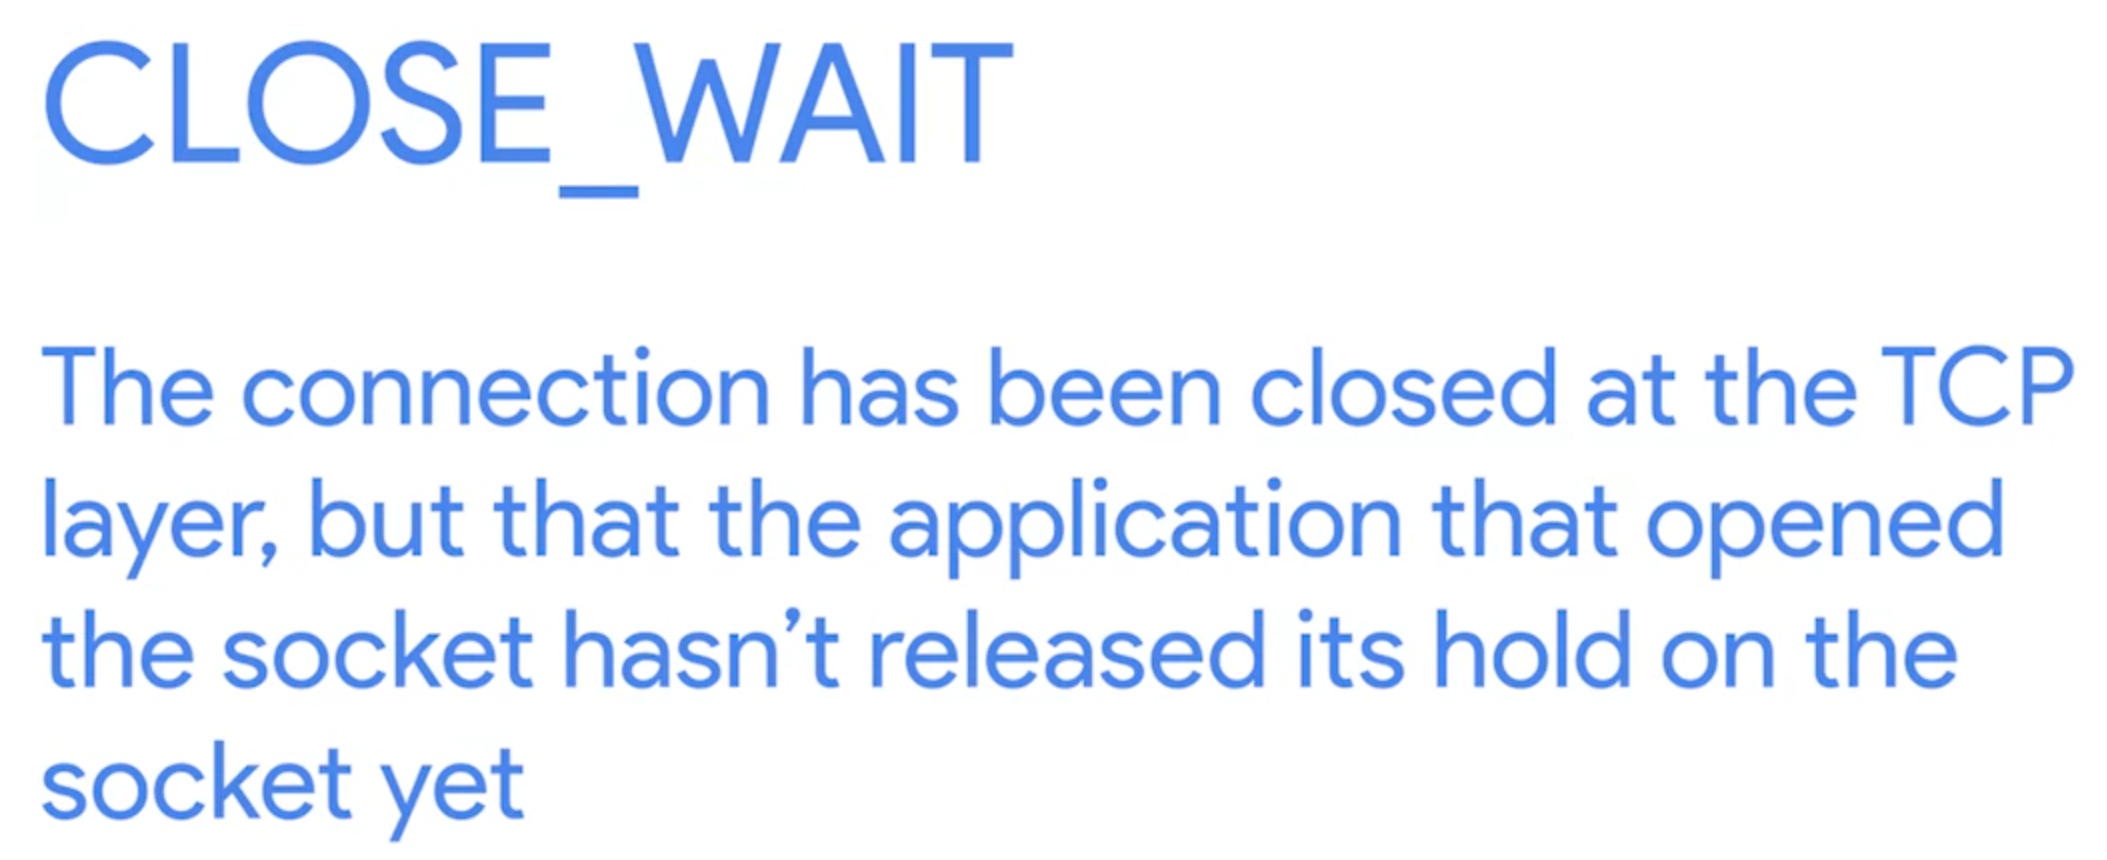 CLOSE_WAIT
The connection has been closed at the TCP
layer, but that the application that opened
the socket hasn’t released its hold on the
socket yet